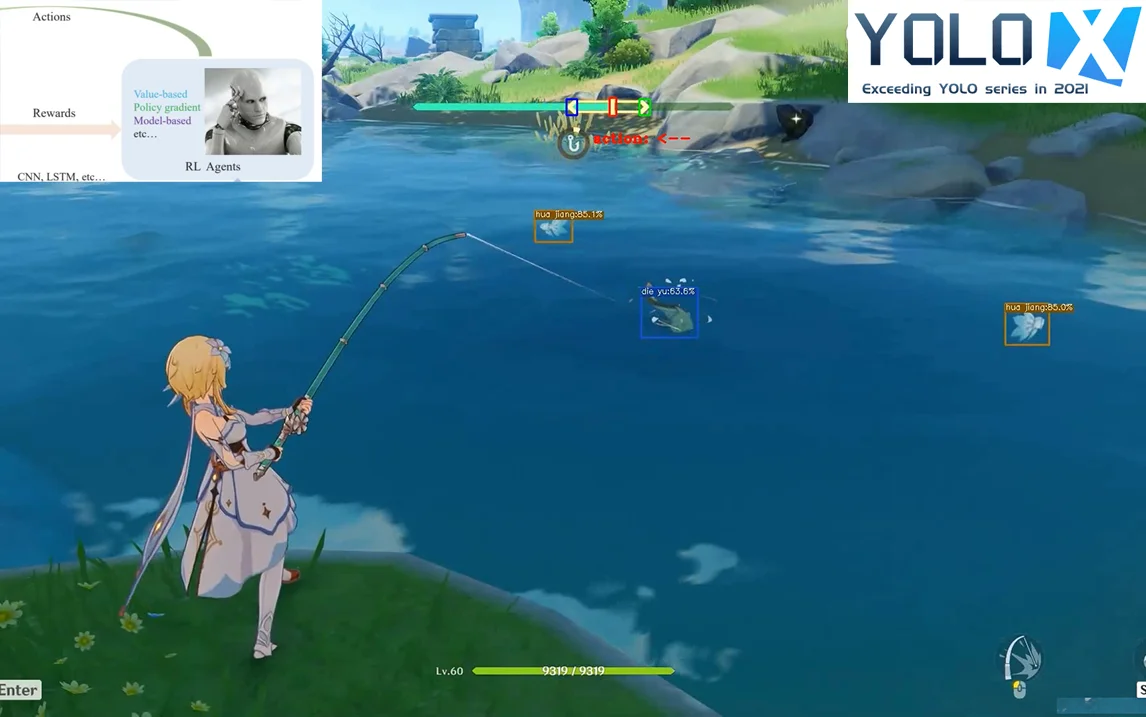 Actions
Rewards
CNN, LSTM, etc…
Value-based
Policy gradient
Model-based
etc…
RL Agents
YOLOX
Exceeding YOLO series in 2021
action: <--
hua jiang:85.1%
die yu:63.6%
hua jiang:85.0%
Lv.60
9319 / 9319
Enter
S